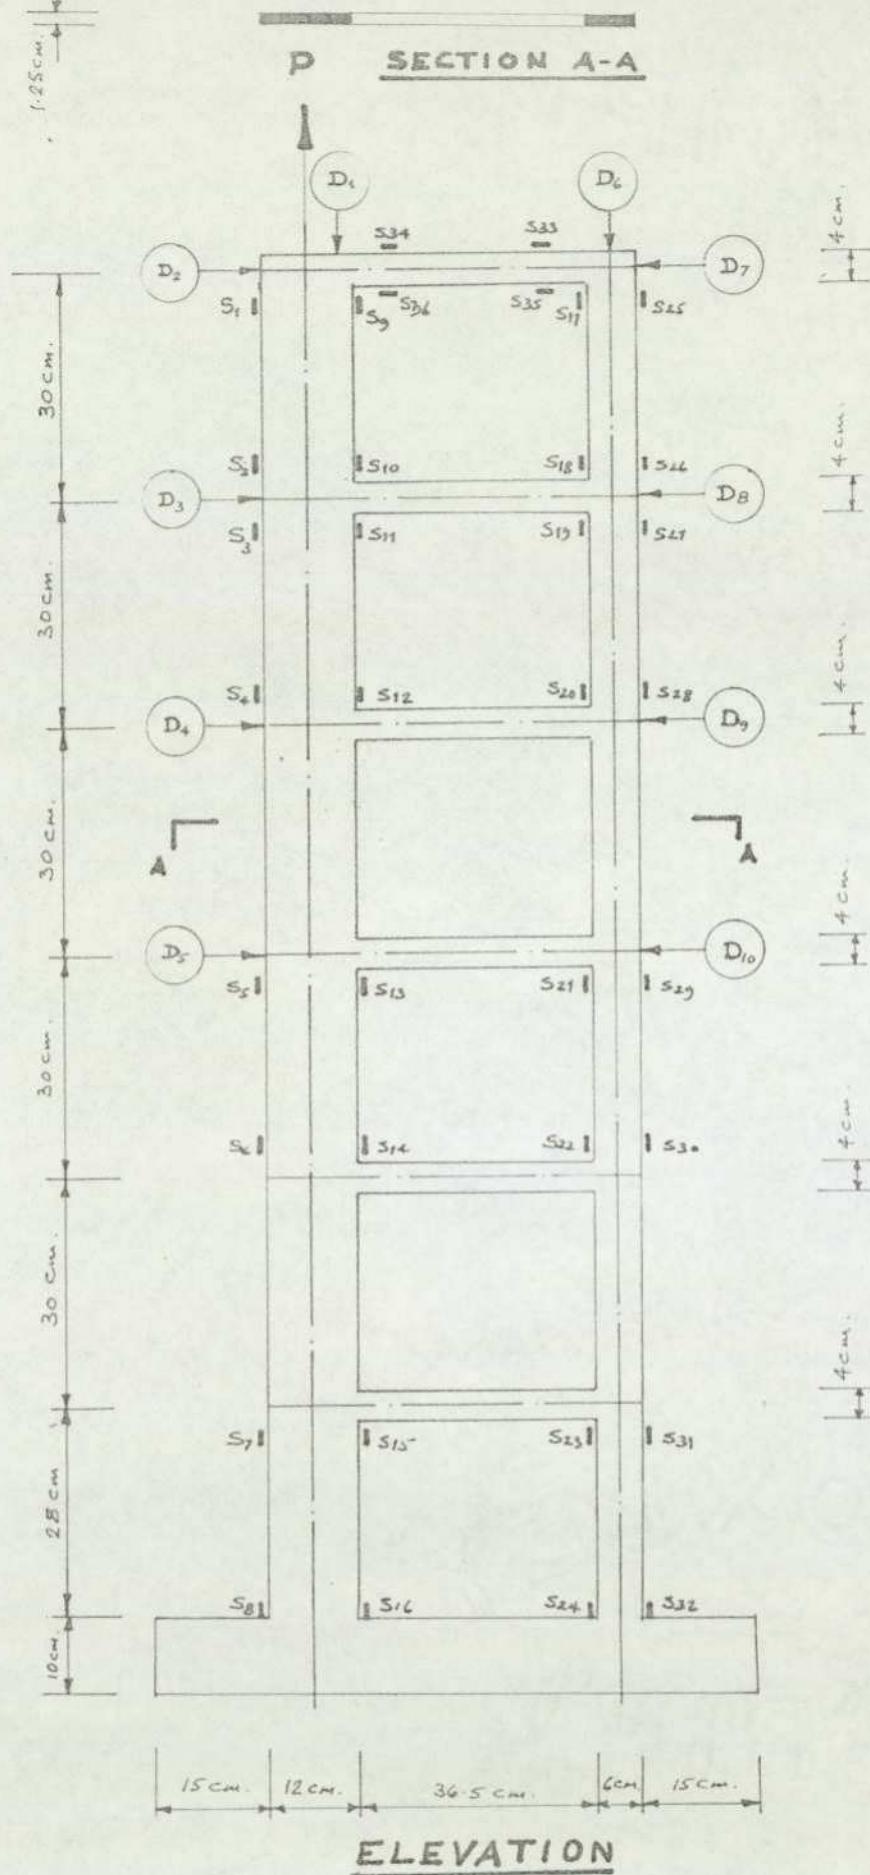 1.25cm.
P SECTION A-A
D1 D6
S34 S33
4cm.
D2 D7
S1 S9 S36 S35 S17 S25
30cm.
S2 S10 S18 S26
4cm.
D3 D8
S3 S11 S19 S27
30cm.
S4 S12 S20 S28
4cm.
D4 D9
30cm.
A A
4cm.
D5 D10
S5 S13 S21 S29
30cm.
S6 S14 S22 S30
4cm.
30cm.
4cm.
S7 S15 S23 S31
28cm
S8 S16 S24 S32
10cm.
15cm. 12cm. 36.5cm. 6cm 15cm.
ELEVATION